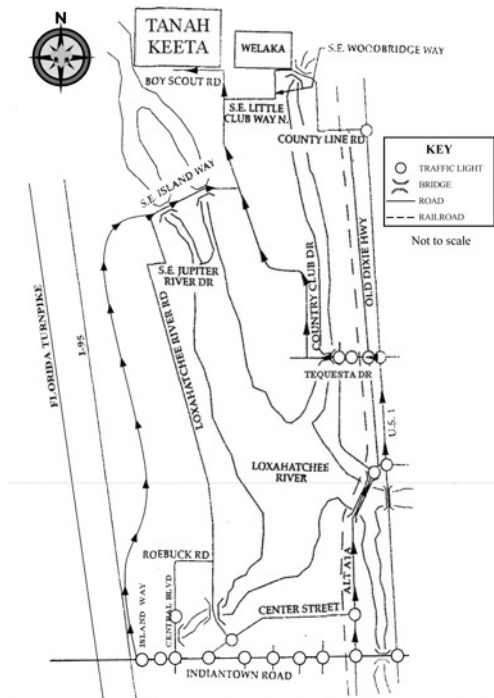 N
TANAH
KEETA
WELAKA
S.E. WOODBRIDGE WAY
BOY SCOUT RD
S.E. LITTLE
CLUB WAY N.
COUNTY LINE RD
KEY
TRAFFIC LIGHT
BRIDGE
ROAD
RAILROAD
Not to scale
S.E. ISLAND WAY
S.E. JUPITER
RIVER DR
COUNTRY CLUB DR
OLD DIXIE HWY
LOXAHATCHEE RIVER RD
FLORIDA TURNPIKE
I-95
TEQUESTA DR
U.S. 1
LOXAHATCHEE
RIVER
ROEBUCK RD
ISLAND WAY
CENTRAL BLVD
CENTER STREET
ALT A1A
INDIANTOWN ROAD